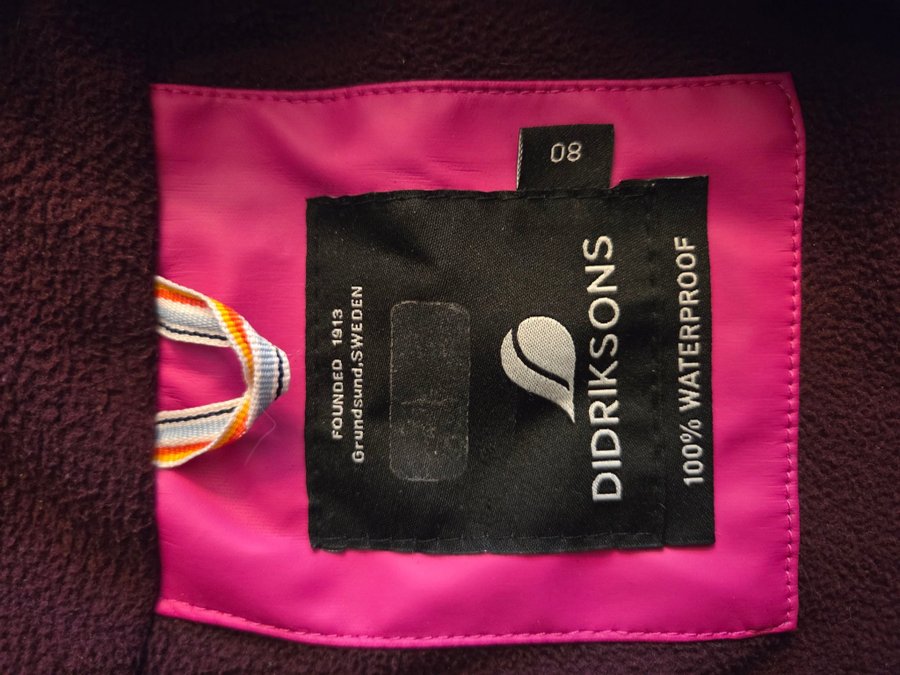 FOUNDED 1913
Grundsund,SWEDEN
DIDRIKSONS
100% WATERPROOF
08